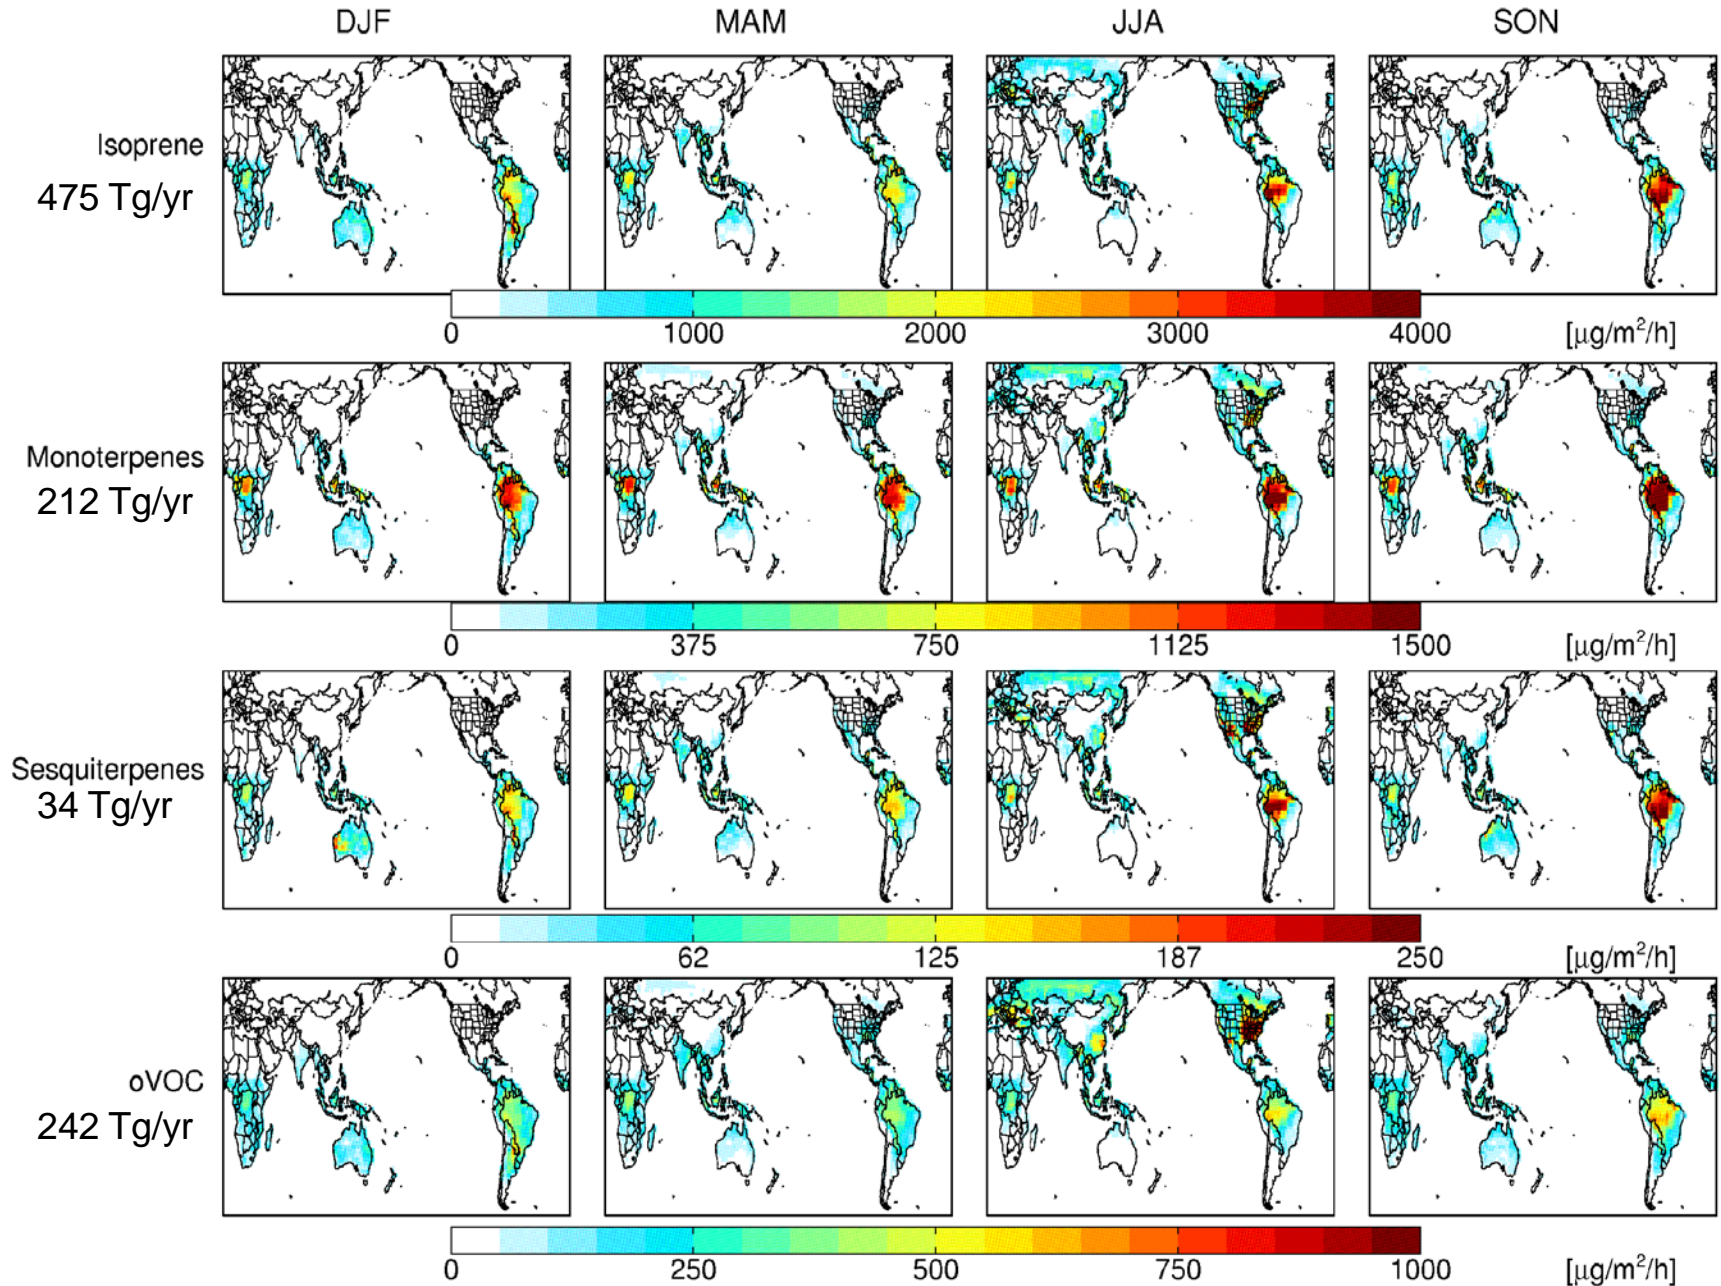 DJF MAM JJA SON
Isoprene
475 Tg/yr
0 1000 2000 3000 4000 [μg/m²/h]
Monoterpenes
212 Tg/yr
0 375 750 1125 1500 [μg/m²/h]
Sesquiterpenes
34 Tg/yr
0 62 125 187 250 [μg/m²/h]
oVOC
242 Tg/yr
0 250 500 750 1000 [μg/m²/h]